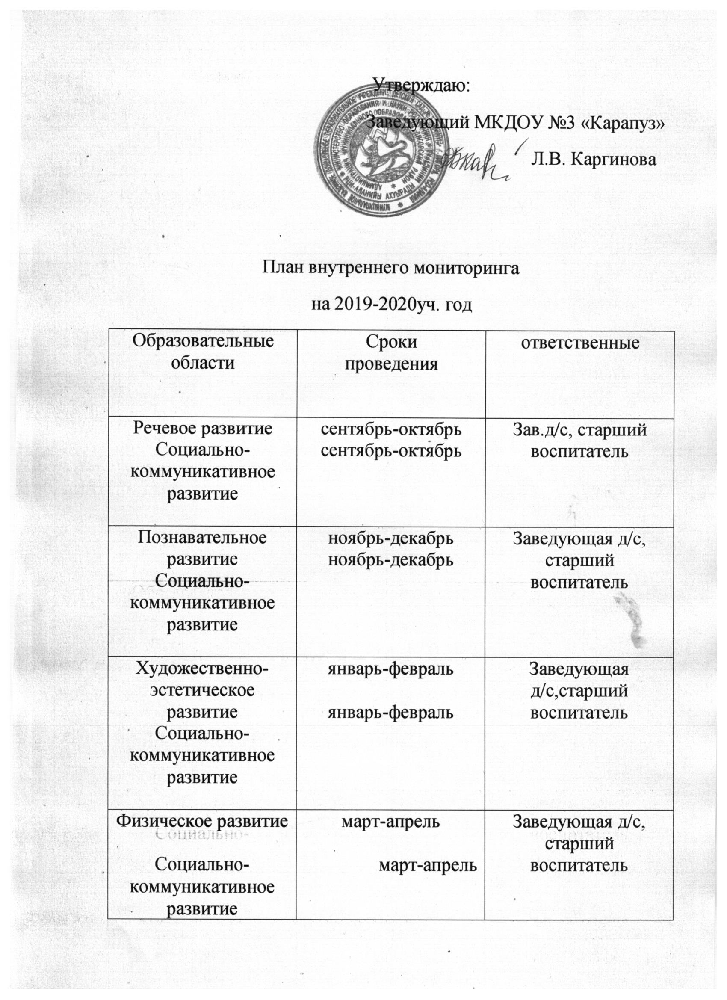 Утверждаю:
Заведующий МКДОУ №3 «Карапуз»
Л.В. Каргинова
План внутреннего мониторинга
на 2019-2020уч. год
Образовательные
области
Сроки
проведения
ответственные
Речевое развитие
Социально-
коммуникативное
развитие
сентябрь-октябрь
сентябрь-октябрь
Зав.д/с, старший
воспитатель
Познавательное
развитие
Социально-
коммуникативное
развитие
ноябрь-декабрь
ноябрь-декабрь
Заведующая д/с,
старший
воспитатель
Художественно-
эстетическое
развитие
Социально-
коммуникативное
развитие
январь-февраль
январь-февраль
Заведующая
д/с,старший
воспитатель
Физическое развитие
Социально-
коммуникативное
развитие
март-апрель
март-апрель
Заведующая д/с,
старший
воспитатель